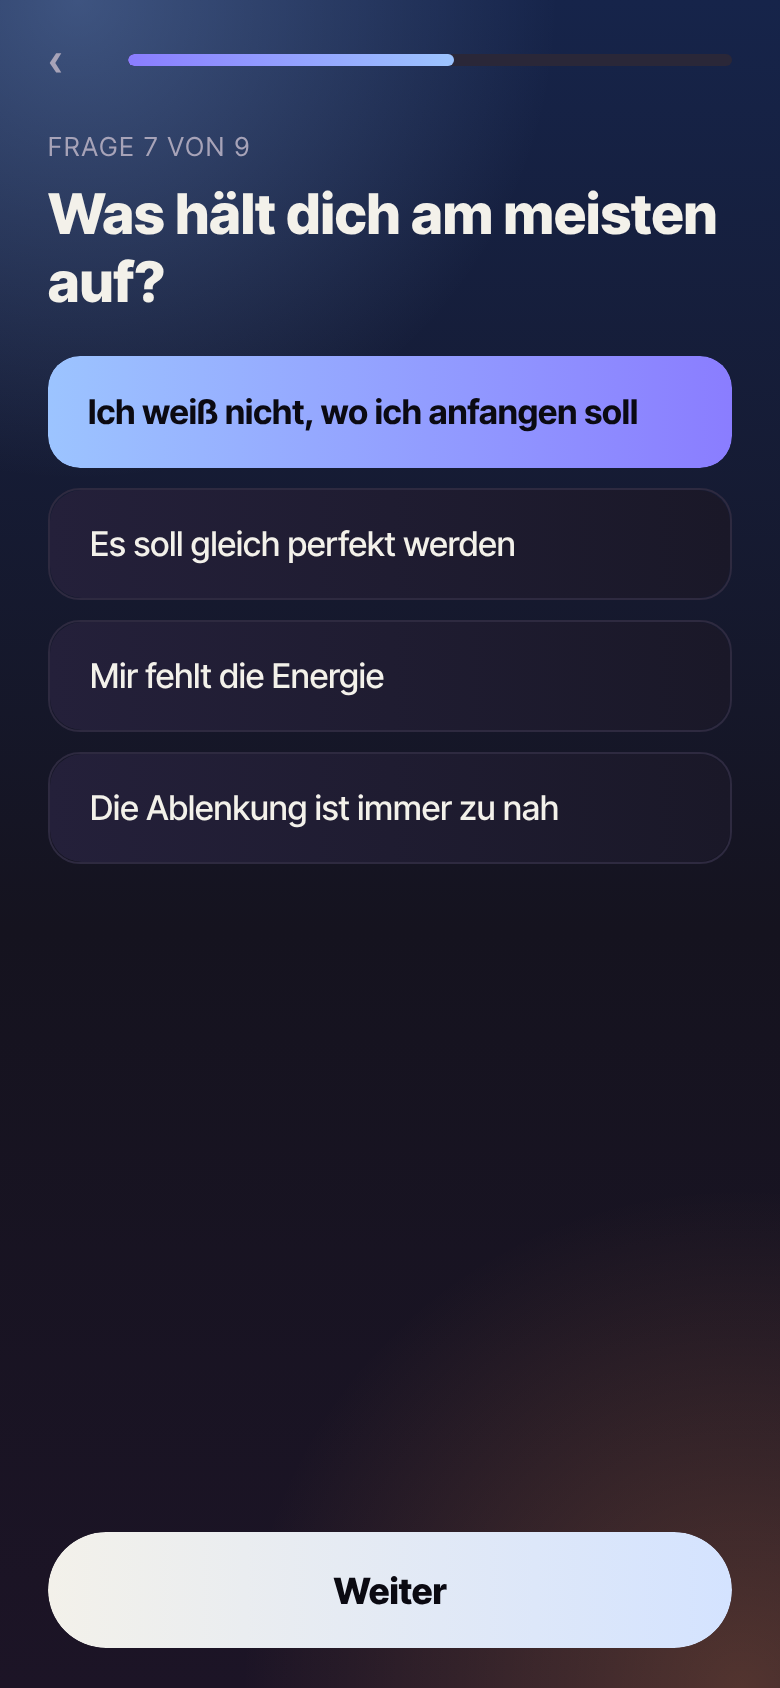 FRAGE 7 VON 9
Was hält dich am meisten
auf?
Ich weiß nicht, wo ich anfangen soll
Es soll gleich perfekt werden
Mir fehlt die Energie
Die Ablenkung ist immer zu nah
Weiter